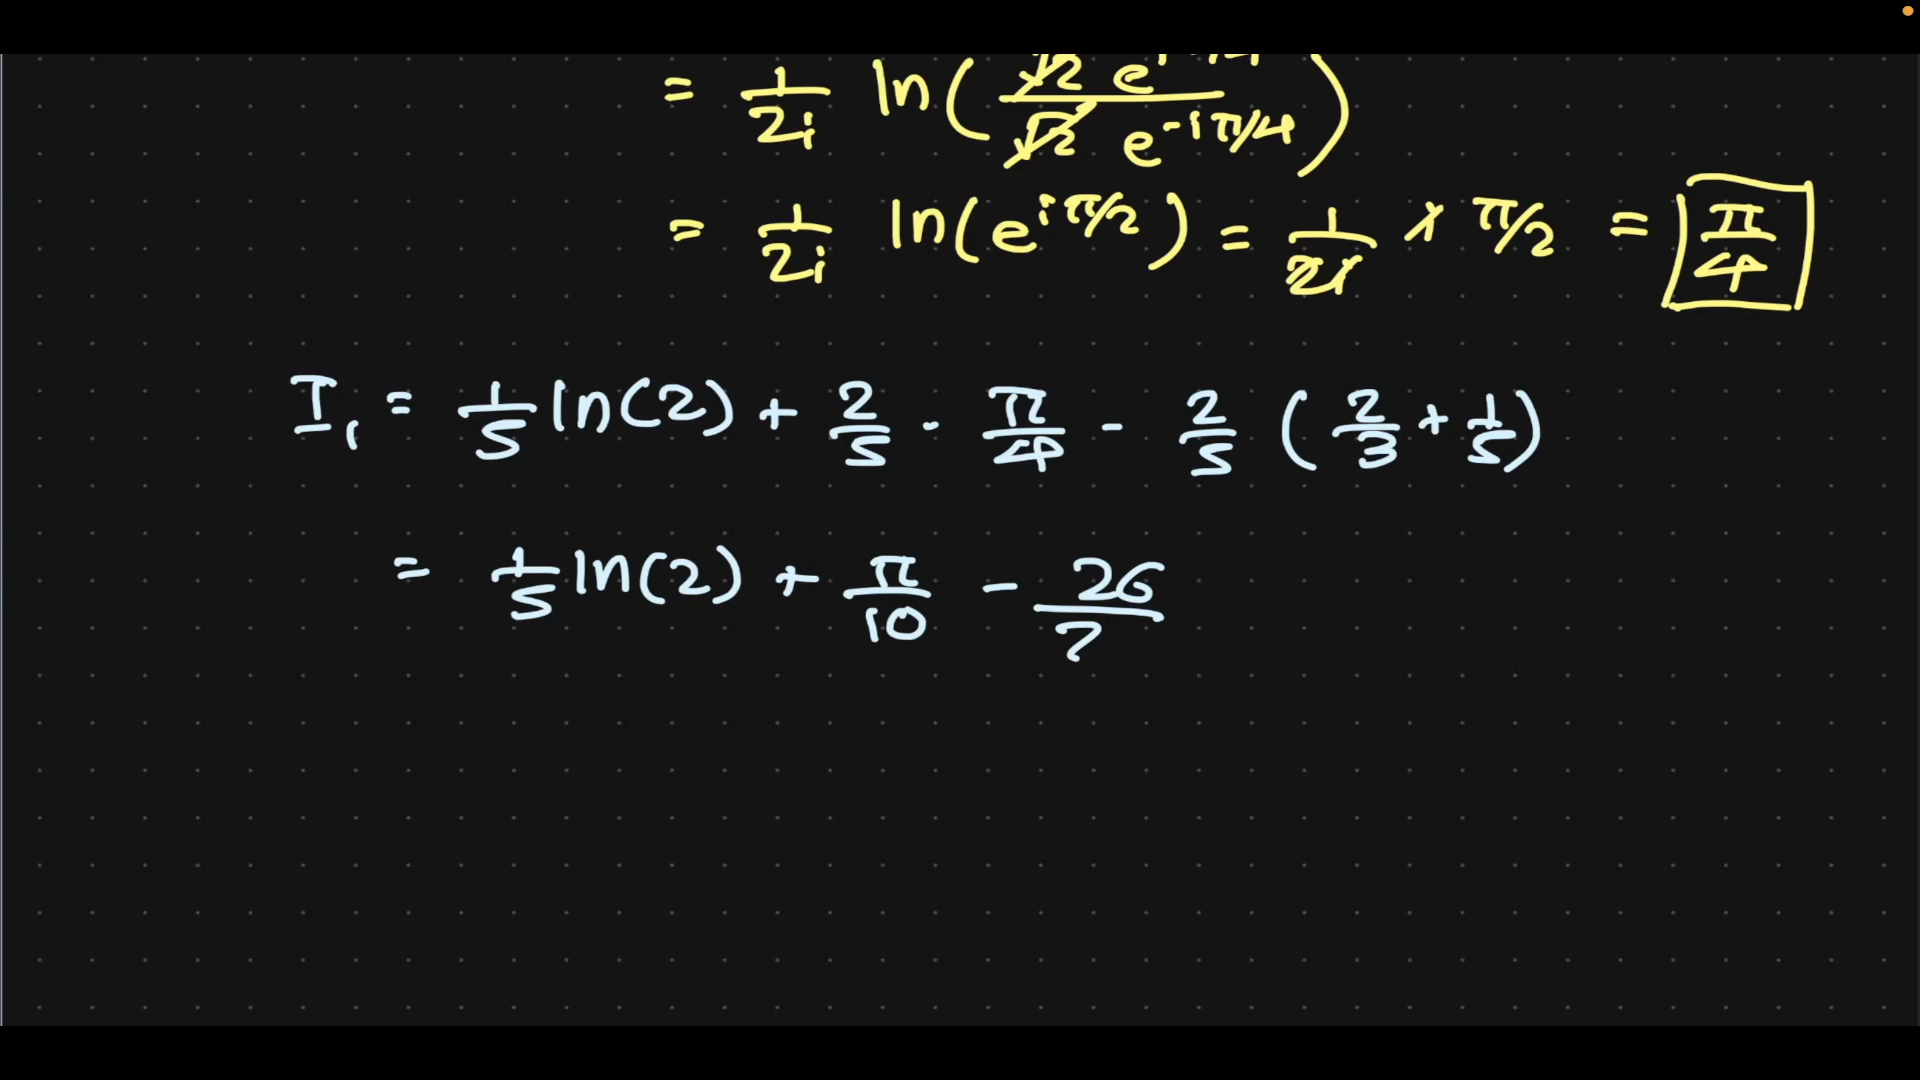 = 1/2i ln(√2 e / √2 e^-iπ/4)
= 1/2i ln(e^iπ/2) = 1/2i × π/2 = π/4
I₁ = 1/5 ln(2) + 2/5 · π/4 - 2/5 (2/3 + 1/5)
= 1/5 ln(2) + π/10 - 26/7